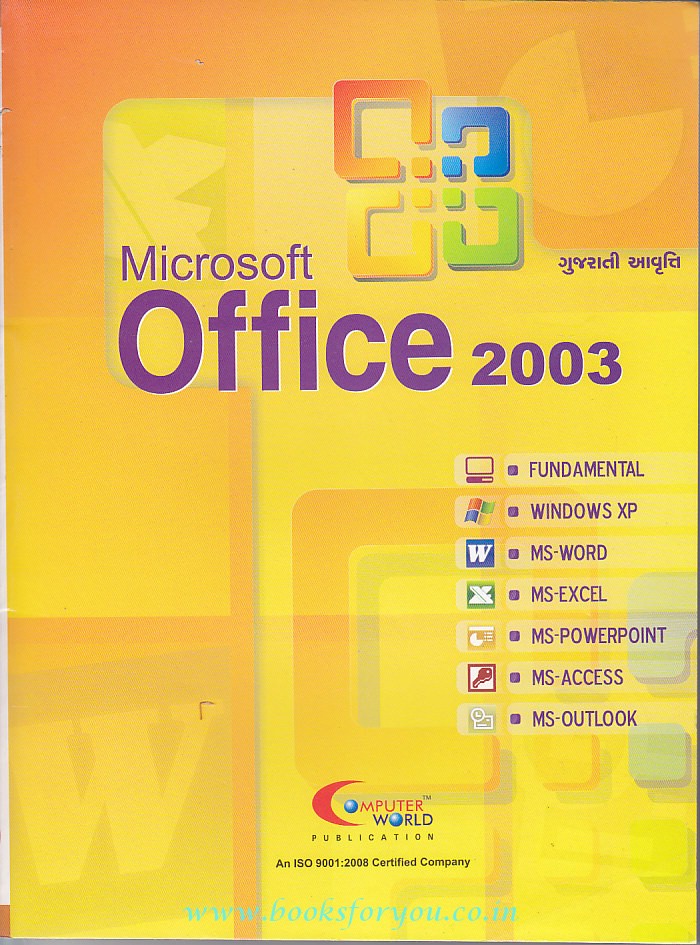 Microsoft
ગુજરાતી આવૃત્તિ
Office 2003
FUNDAMENTAL
WINDOWS XP
MS-WORD
MS-EXCEL
MS-POWERPOINT
MS-ACCESS
MS-OUTLOOK
COMPUTER™
WORLD
PUBLICATION
An ISO 9001:2008 Certified Company
www.booksforyou.co.in